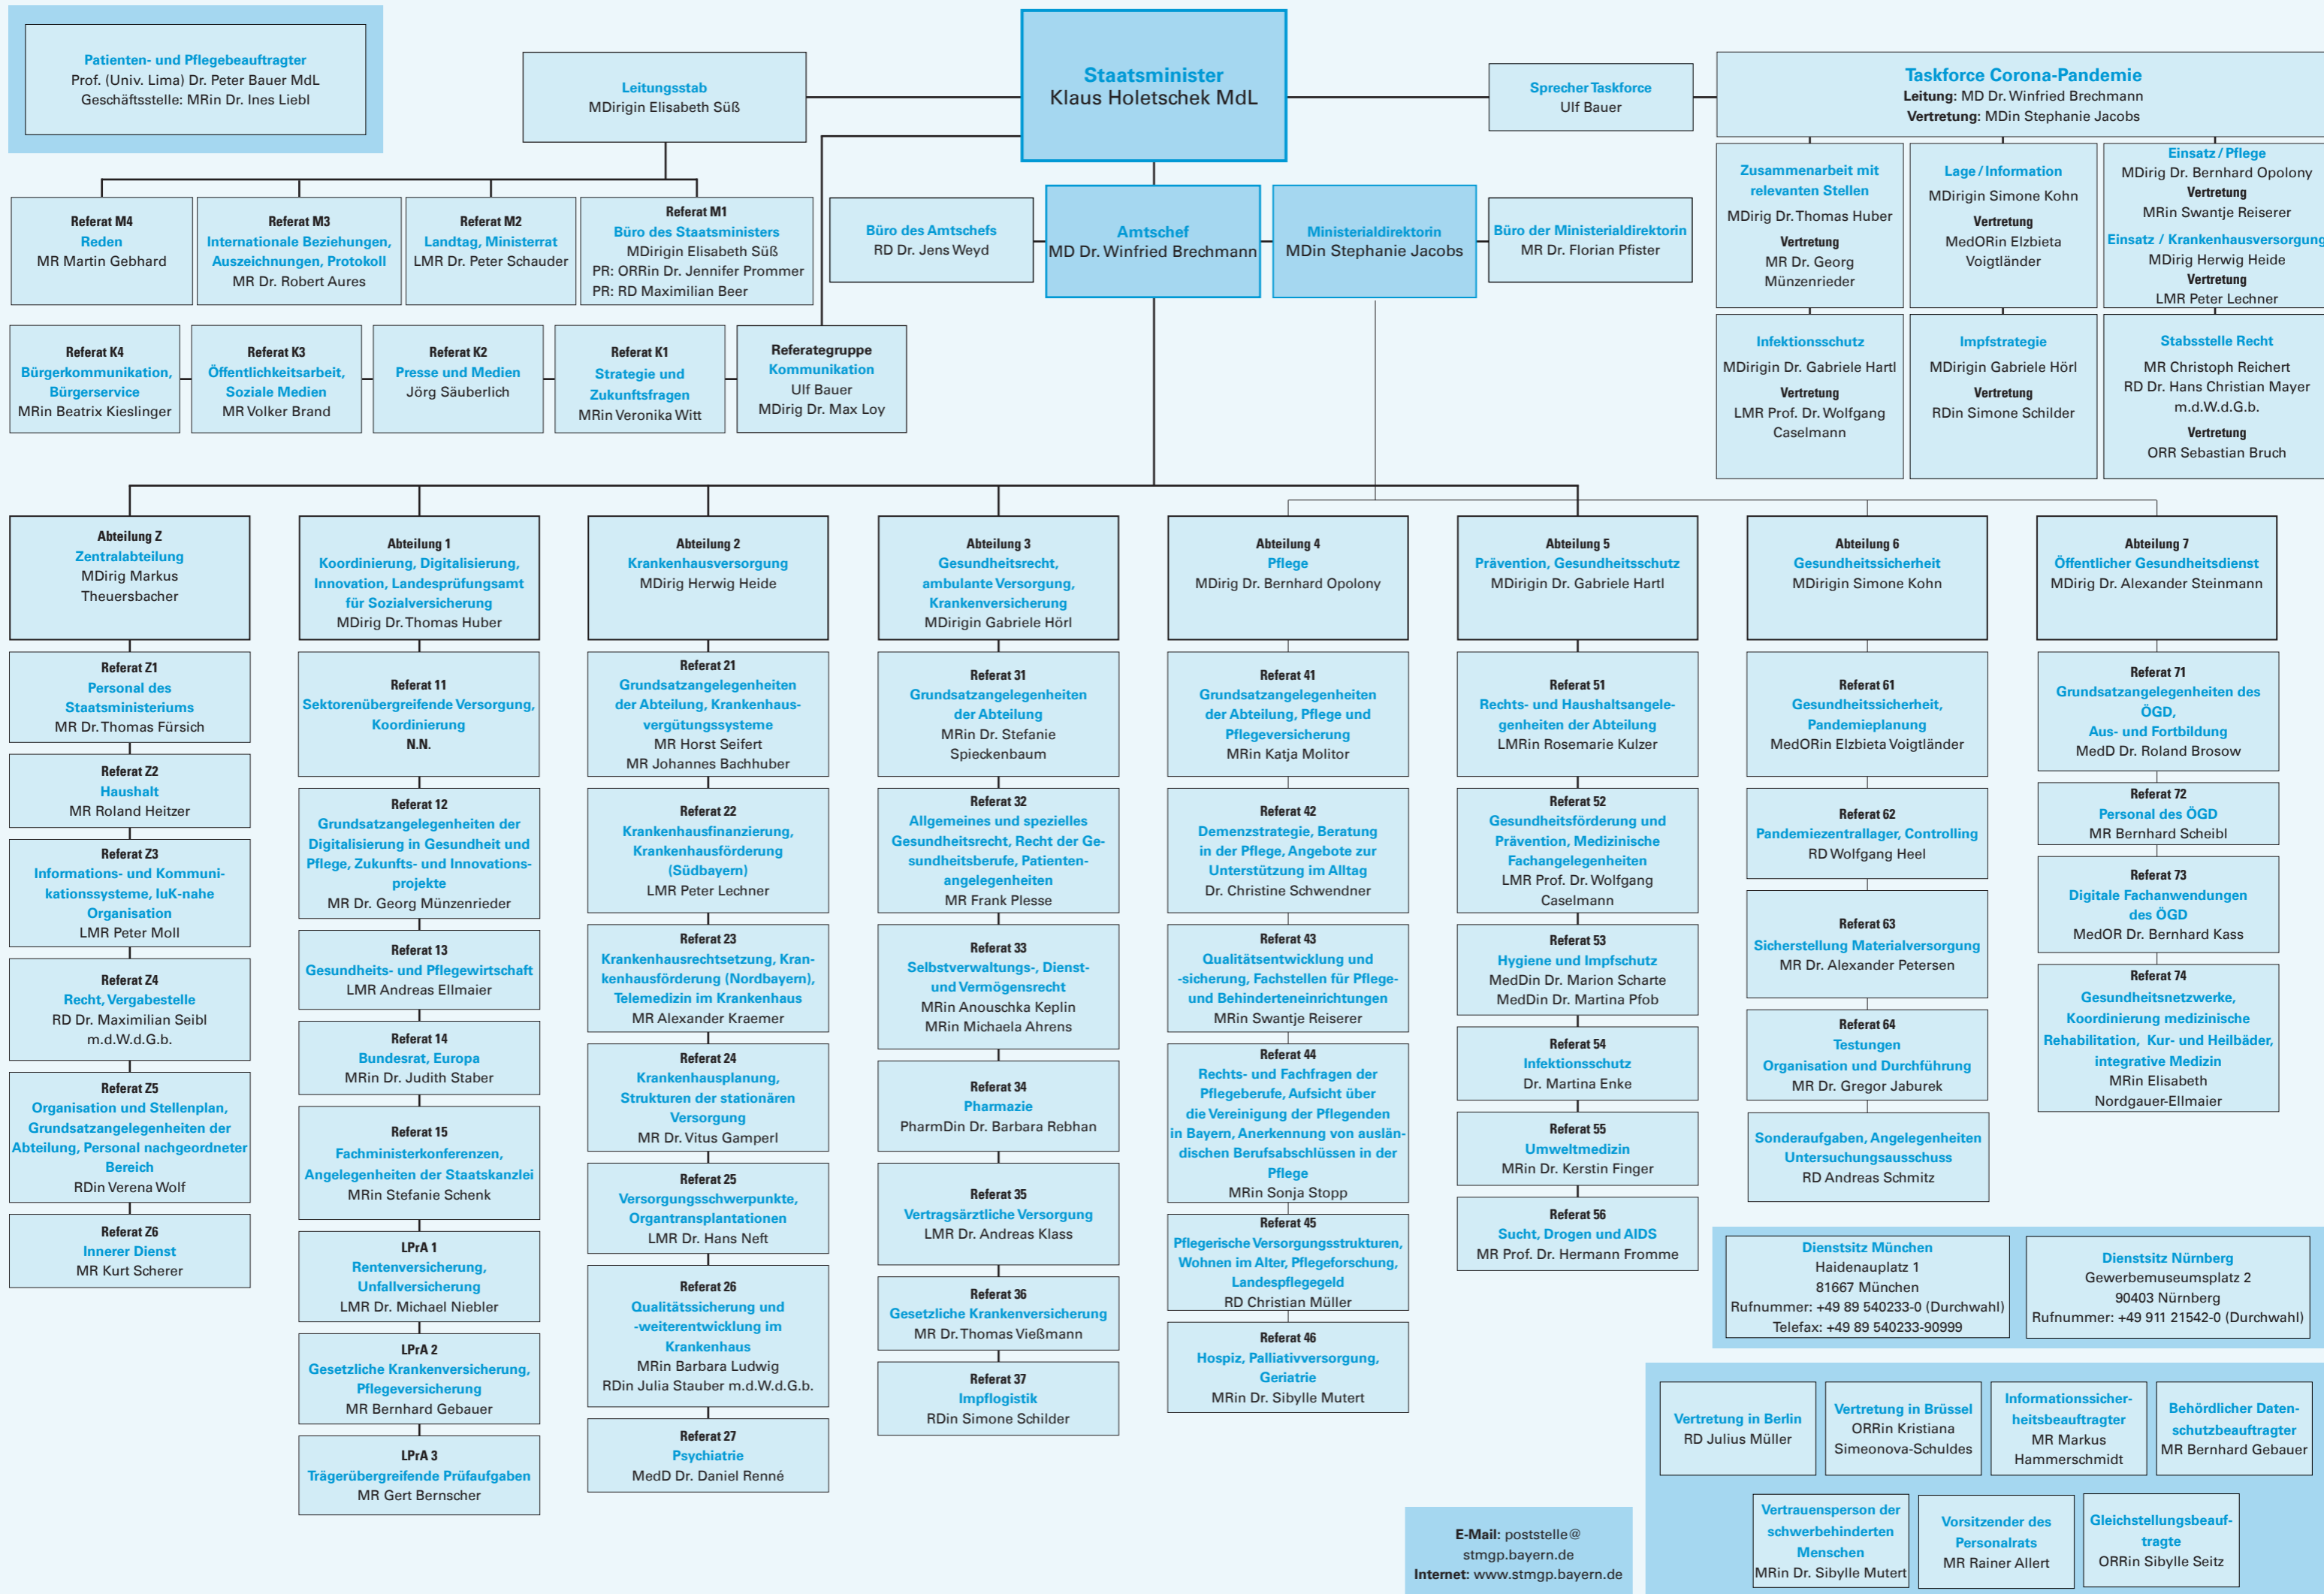 Patienten- und Pflegebeauftragter
Prof. (Univ. Lima) Dr. Peter Bauer MdL
Geschäftsstelle: MRin Dr. Ines Liebl
Leitungsstab
MDirigin Elisabeth Süß
Staatsminister
Klaus Holetschek MdL
Sprecher Taskforce
Ulf Bauer
Taskforce Corona-Pandemie
Leitung: MD Dr. Winfried Brechmann
Vertretung: MDin Stephanie Jacobs
Zusammenarbeit mit
relevanten Stellen
MDirig Dr. Thomas Huber
Vertretung
MR Dr. Georg
Münzenrieder
Lage / Information
MDirigin Simone Kohn
Vertretung
MedORin Elzbieta
Voigtländer
Einsatz / Pflege
MDirig Dr. Bernhard Opolony
Vertretung
MRin Swantje Reiserer
Einsatz / Krankenhausversorgung
MDirig Herwig Heide
Vertretung
LMR Peter Lechner
Infektionsschutz
MDirigin Dr. Gabriele Hartl
Vertretung
LMR Prof. Dr. Wolfgang
Caselmann
Impfstrategie
MDirigin Gabriele Hörl
Vertretung
RDin Simone Schilder
Stabsstelle Recht
MR Christoph Reichert
RD Dr. Hans Christian Mayer
m.d.W.d.G.b.
Vertretung
ORR Sebastian Bruch
Referat M4
Reden
MR Martin Gebhard
Referat M3
Internationale Beziehungen,
Auszeichnungen, Protokoll
MR Dr. Robert Aures
Referat M2
Landtag, Ministerrat
LMR Dr. Peter Schauder
Referat M1
Büro des Staatsministers
MDirigin Elisabeth Süß
PR: ORRin Dr. Jennifer Prommer
PR: RD Maximilian Beer
Büro des Amtschefs
RD Dr. Jens Weyd
Amtschef
MD Dr. Winfried Brechmann
Ministerialdirektorin
MDin Stephanie Jacobs
Büro der Ministerialdirektorin
MR Dr. Florian Pfister
Referat K4
Bürgerkommunikation,
Bürgerservice
MRin Beatrix Kieslinger
Referat K3
Öffentlichkeitsarbeit,
Soziale Medien
MR Volker Brand
Referat K2
Presse und Medien
Jörg Säuberlich
Referat K1
Strategie und
Zukunftsfragen
MRin Veronika Witt
Referategruppe
Kommunikation
Ulf Bauer
MDirig Dr. Max Loy
Abteilung Z
Zentralabteilung
MDirig Markus
Theuersbacher
Referat Z1
Personal des
Staatsministeriums
MR Dr. Thomas Fürsich
Referat Z2
Haushalt
MR Roland Heitzer
Referat Z3
Informations- und Kommuni-
kationssysteme, IuK-nahe
Organisation
LMR Peter Moll
Referat Z4
Recht, Vergabestelle
RD Dr. Maximilian Seibl
m.d.W.d.G.b.
Referat Z5
Organisation und Stellenplan,
Grundsatzangelegenheiten der
Abteilung, Personal nachgeordneter
Bereich
RDin Verena Wolf
Referat Z6
Innerer Dienst
MR Kurt Scherer
Abteilung 1
Koordinierung, Digitalisierung,
Innovation, Landesprüfungsamt
für Sozialversicherung
MDirig Dr. Thomas Huber
Referat 11
Sektorenübergreifende Versorgung,
Koordinierung
N.N.
Referat 12
Grundsatzangelegenheiten der
Digitalisierung in Gesundheit und
Pflege, Zukunfts- und Innovations-
projekte
MR Dr. Georg Münzenrieder
Referat 13
Gesundheits- und Pflegewirtschaft
LMR Andreas Ellmaier
Referat 14
Bundesrat, Europa
MRin Dr. Judith Staber
Referat 15
Fachministerkonferenzen,
Angelegenheiten der Staatskanzlei
MRin Stefanie Schenk
LPrA 1
Rentenversicherung,
Unfallversicherung
LMR Dr. Michael Niebler
LPrA 2
Gesetzliche Krankenversicherung,
Pflegeversicherung
MR Bernhard Gebauer
LPrA 3
Trägerübergreifende Prüfaufgaben
MR Gert Bernscher
Abteilung 2
Krankenhausversorgung
MDirig Herwig Heide
Referat 21
Grundsatzangelegenheiten
der Abteilung, Krankenhaus-
vergütungssysteme
MR Horst Seifert
MR Johannes Bachhuber
Referat 22
Krankenhausfinanzierung,
Krankenhausförderung
(Südbayern)
LMR Peter Lechner
Referat 23
Krankenhausrechtsetzung, Kran-
kenhausförderung (Nordbayern),
Telemedizin im Krankenhaus
MR Alexander Kraemer
Referat 24
Krankenhausplanung,
Strukturen der stationären
Versorgung
MR Dr. Vitus Gamperl
Referat 25
Versorgungsschwerpunkte,
Organtransplantationen
LMR Dr. Hans Neft
Referat 26
Qualitätssicherung und
-weiterentwicklung im
Krankenhaus
MRin Barbara Ludwig
RDin Julia Stauber m.d.W.d.G.b.
Referat 27
Psychiatrie
MedD Dr. Daniel Renné
Abteilung 3
Gesundheitsrecht,
ambulante Versorgung,
Krankenversicherung
MDirigin Gabriele Hörl
Referat 31
Grundsatzangelegenheiten
der Abteilung
MRin Dr. Stefanie
Spieckenbaum
Referat 32
Allgemeines und spezielles
Gesundheitsrecht, Recht der Ge-
sundheitsberufe, Patienten-
angelegenheiten
MR Frank Plesse
Referat 33
Selbstverwaltungs-, Dienst-
und Vermögensrecht
MRin Anouschka Keplin
MRin Michaela Ahrens
Referat 34
Pharmazie
PharmDin Dr. Barbara Rebhan
Referat 35
Vertragsärztliche Versorgung
LMR Dr. Andreas Klass
Referat 36
Gesetzliche Krankenversicherung
MR Dr. Thomas Vießmann
Referat 37
Impflogistik
RDin Simone Schilder
Abteilung 4
Pflege
MDirig Dr. Bernhard Opolony
Referat 41
Grundsatzangelegenheiten
der Abteilung, Pflege und
Pflegeversicherung
MRin Katja Molitor
Referat 42
Demenzstrategie, Beratung
in der Pflege, Angebote zur
Unterstützung im Alltag
Dr. Christine Schwendner
Referat 43
Qualitätsentwicklung und
-sicherung, Fachstellen für Pflege-
und Behinderteneinrichtungen
MRin Swantje Reiserer
Referat 44
Rechts- und Fachfragen der
Pflegeberufe, Aufsicht über
die Vereinigung der Pflegenden
in Bayern, Anerkennung von auslän-
dischen Berufsabschlüssen in der
Pflege
MRin Sonja Stopp
Referat 45
Pflegerische Versorgungsstrukturen,
Wohnen im Alter, Pflegeforschung,
Landespflegegeld
RD Christian Müller
Referat 46
Hospiz, Palliativversorgung,
Geriatrie
MRin Dr. Sibylle Mutert
Abteilung 5
Prävention, Gesundheitsschutz
MDirigin Dr. Gabriele Hartl
Referat 51
Rechts- und Haushaltsangele-
genheiten der Abteilung
LMRin Rosemarie Kulzer
Referat 52
Gesundheitsförderung und
Prävention, Medizinische
Fachangelegenheiten
LMR Prof. Dr. Wolfgang
Caselmann
Referat 53
Hygiene und Impfschutz
MedDin Dr. Marion Scharte
MedDin Dr. Martina Pfob
Referat 54
Infektionsschutz
Dr. Martina Enke
Referat 55
Umweltmedizin
MRin Dr. Kerstin Finger
Referat 56
Sucht, Drogen und AIDS
MR Prof. Dr. Hermann Fromme
Abteilung 6
Gesundheitssicherheit
MDirigin Simone Kohn
Referat 61
Gesundheitssicherheit,
Pandemieplanung
MedORin Elzbieta Voigtländer
Referat 62
Pandemiezentrallager, Controlling
RD Wolfgang Heel
Referat 63
Sicherstellung Materialversorgung
MR Dr. Alexander Petersen
Referat 64
Testungen
Organisation und Durchführung
MR Dr. Gregor Jaburek
Sonderaufgaben, Angelegenheiten
Untersuchungsausschuss
RD Andreas Schmitz
Abteilung 7
Öffentlicher Gesundheitsdienst
MDirig Dr. Alexander Steinmann
Referat 71
Grundsatzangelegenheiten des
ÖGD,
Aus- und Fortbildung
MedD Dr. Roland Brosow
Referat 72
Personal des ÖGD
MR Bernhard Scheibl
Referat 73
Digitale Fachanwendungen
des ÖGD
MedOR Dr. Bernhard Kass
Referat 74
Gesundheitsnetzwerke,
Koordinierung medizinische
Rehabilitation, Kur- und Heilbäder,
integrative Medizin
MRin Elisabeth
Nordgauer-Ellmaier
Dienstsitz München
Haidenauplatz 1
81667 München
Rufnummer: +49 89 540233-0 (Durchwahl)
Telefax: +49 89 540233-90999
Dienstsitz Nürnberg
Gewerbemuseumsplatz 2
90403 Nürnberg
Rufnummer: +49 911 21542-0 (Durchwahl)
Vertretung in Berlin
RD Julius Müller
Vertretung in Brüssel
ORRin Kristiana
Simeonova-Schuldes
Informationssicher-
heitsbeauftragter
MR Markus
Hammerschmidt
Behördlicher Daten-
schutzbeauftragter
MR Bernhard Gebauer
Vertrauensperson der
schwerbehinderten
Menschen
MRin Dr. Sibylle Mutert
Vorsitzender des
Personalrats
MR Rainer Allert
Gleichstellungsbeauf-
tragte
ORRin Sibylle Seitz
E-Mail: poststelle@
stmgp.bayern.de
Internet: www.stmgp.bayern.de